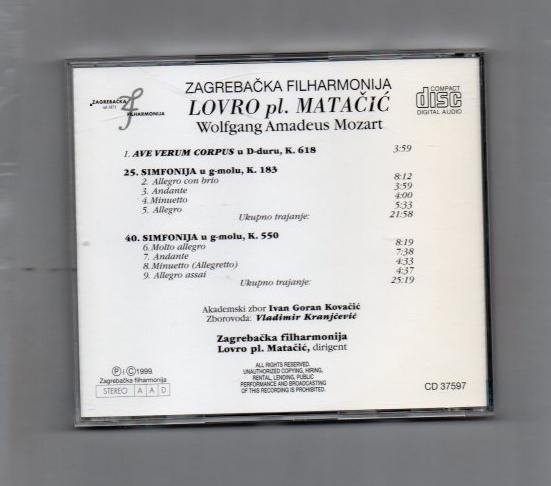 ZAGREBAČKA
od 1871
FILHARMONIJA
ZAGREBAČKA FILHARMONIJA
LOVRO pl. MATAČIĆ
Wolfgang Amadeus Mozart
COMPACT
disc
DIGITAL AUDIO
1. AVE VERUM CORPUS u D-duru, K. 618 3:59
25. SIMFONIJA u g-molu, K. 183
2. Allegro con brio 8:12
3. Andante 3:59
4. Minuetto 4:00
5. Allegro 5:33
Ukupno trajanje: 21:58
40. SIMFONIJA u g-molu, K. 550
6. Molto allegro 8:19
7. Andante 7:38
8. Minuetto (Allegretto) 4:33
9. Allegro assai 4:37
Ukupno trajanje: 25:19
Akademski zbor Ivan Goran Kovačić
Zborovođa: Vladimir Kranjčević
Zagrebačka filharmonija
Lovro pl. Matačić, dirigent
Ⓟ i Ⓒ 1999
Zagrebačka filharmonija
STEREO A A D
ALL RIGHTS RESERVED.
UNAUTHORIZED COPYING, HIRING,
RENTAL, LENDING, PUBLIC
PERFORMANCE AND BROADCASTING
OF THIS RECORDING IS PROHIBITED.
CD 37597